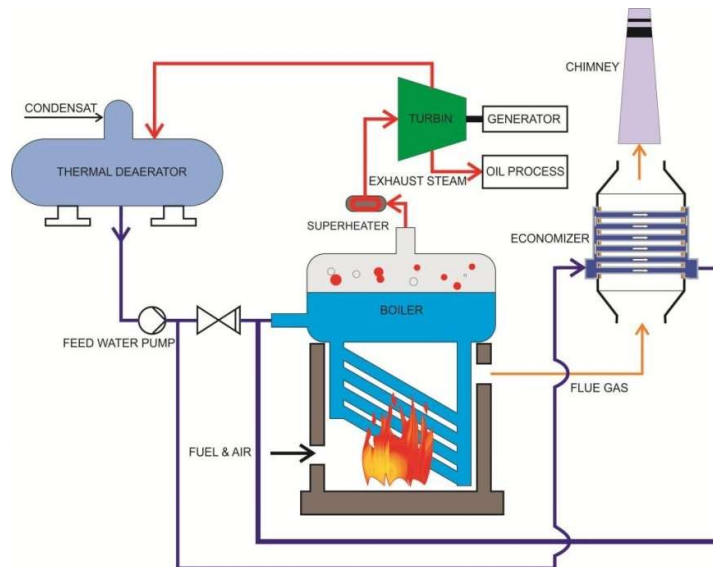 CHIMNEY
CONDENSAT
TURBIN
GENERATOR
THERMAL DEAERATOR
EXHAUST STEAM
OIL PROCESS
SUPERHEATER
ECONOMIZER
BOILER
FEED WATER PUMP
FLUE GAS
FUEL & AIR